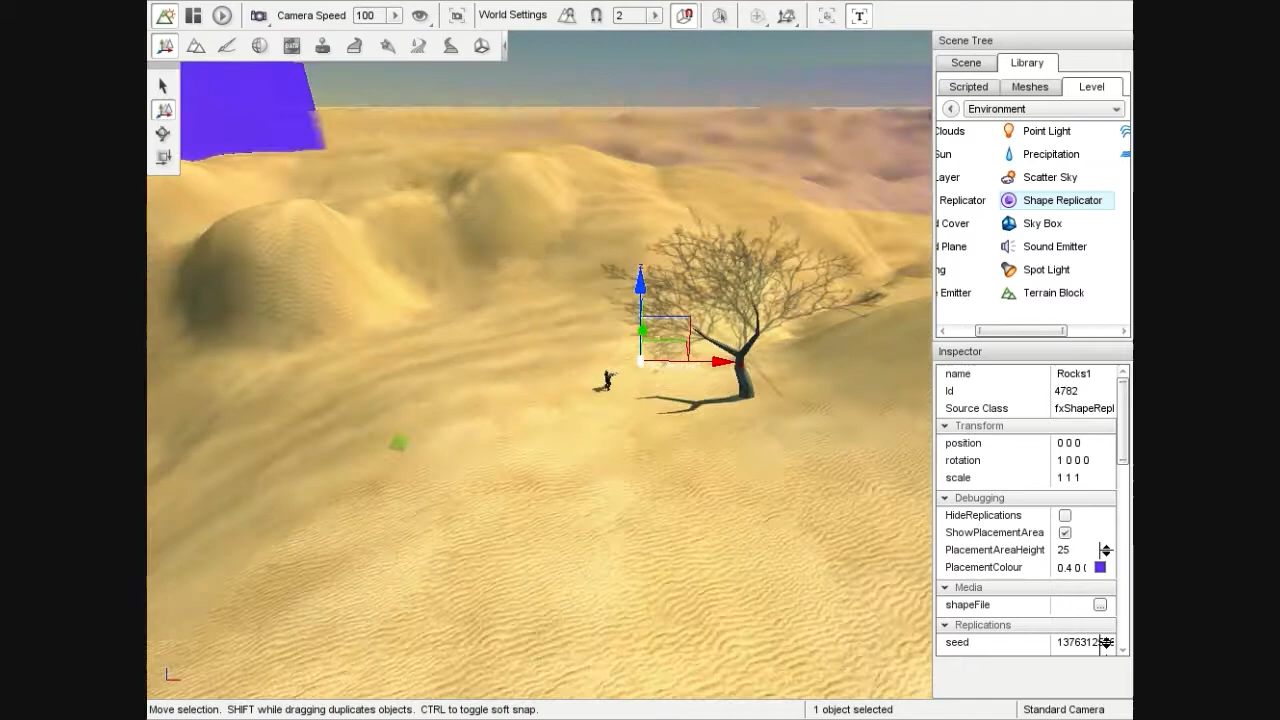 Camera Speed 100
World Settings
2
T
Scene Tree
Scene
Library
Scripted
Meshes
Level
Environment
Clouds
Point Light
Sun
Precipitation
Layer
Scatter Sky
Replicator
Shape Replicator
d Cover
Sky Box
d Plane
Sound Emitter
ng
Spot Light
Emitter
Terrain Block
Inspector
name Rocks1
Id 4782
Source Class fxShapeRepl
Transform
position 0 0 0
rotation 1 0 0 0
scale 1 1 1
Debugging
HideReplications
ShowPlacementArea
PlacementAreaHeight 25
PlacementColour 0.4 0 (
Media
shapeFile ...
Replications
seed 1376312
Move selection. SHIFT while dragging duplicates objects. CTRL to toggle soft snap.
1 object selected
Standard Camera